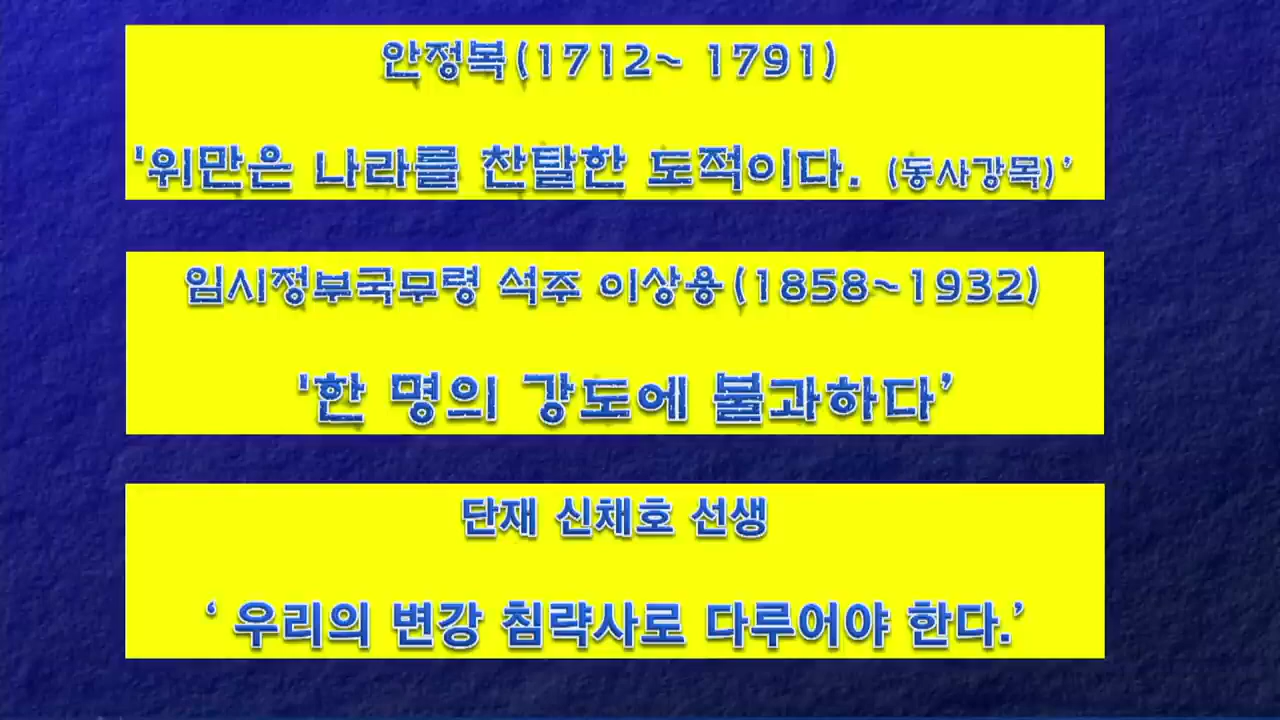 안정복(1712~ 1791)
'위만은 나라를 찬탈한 도적이다. (동사강목)’
임시정부국무령 석주 이상용(1858~1932)
'한 명의 강도에 불과하다’
단재 신채호 선생
‘ 우리의 변강 침략사로 다루어야 한다.’